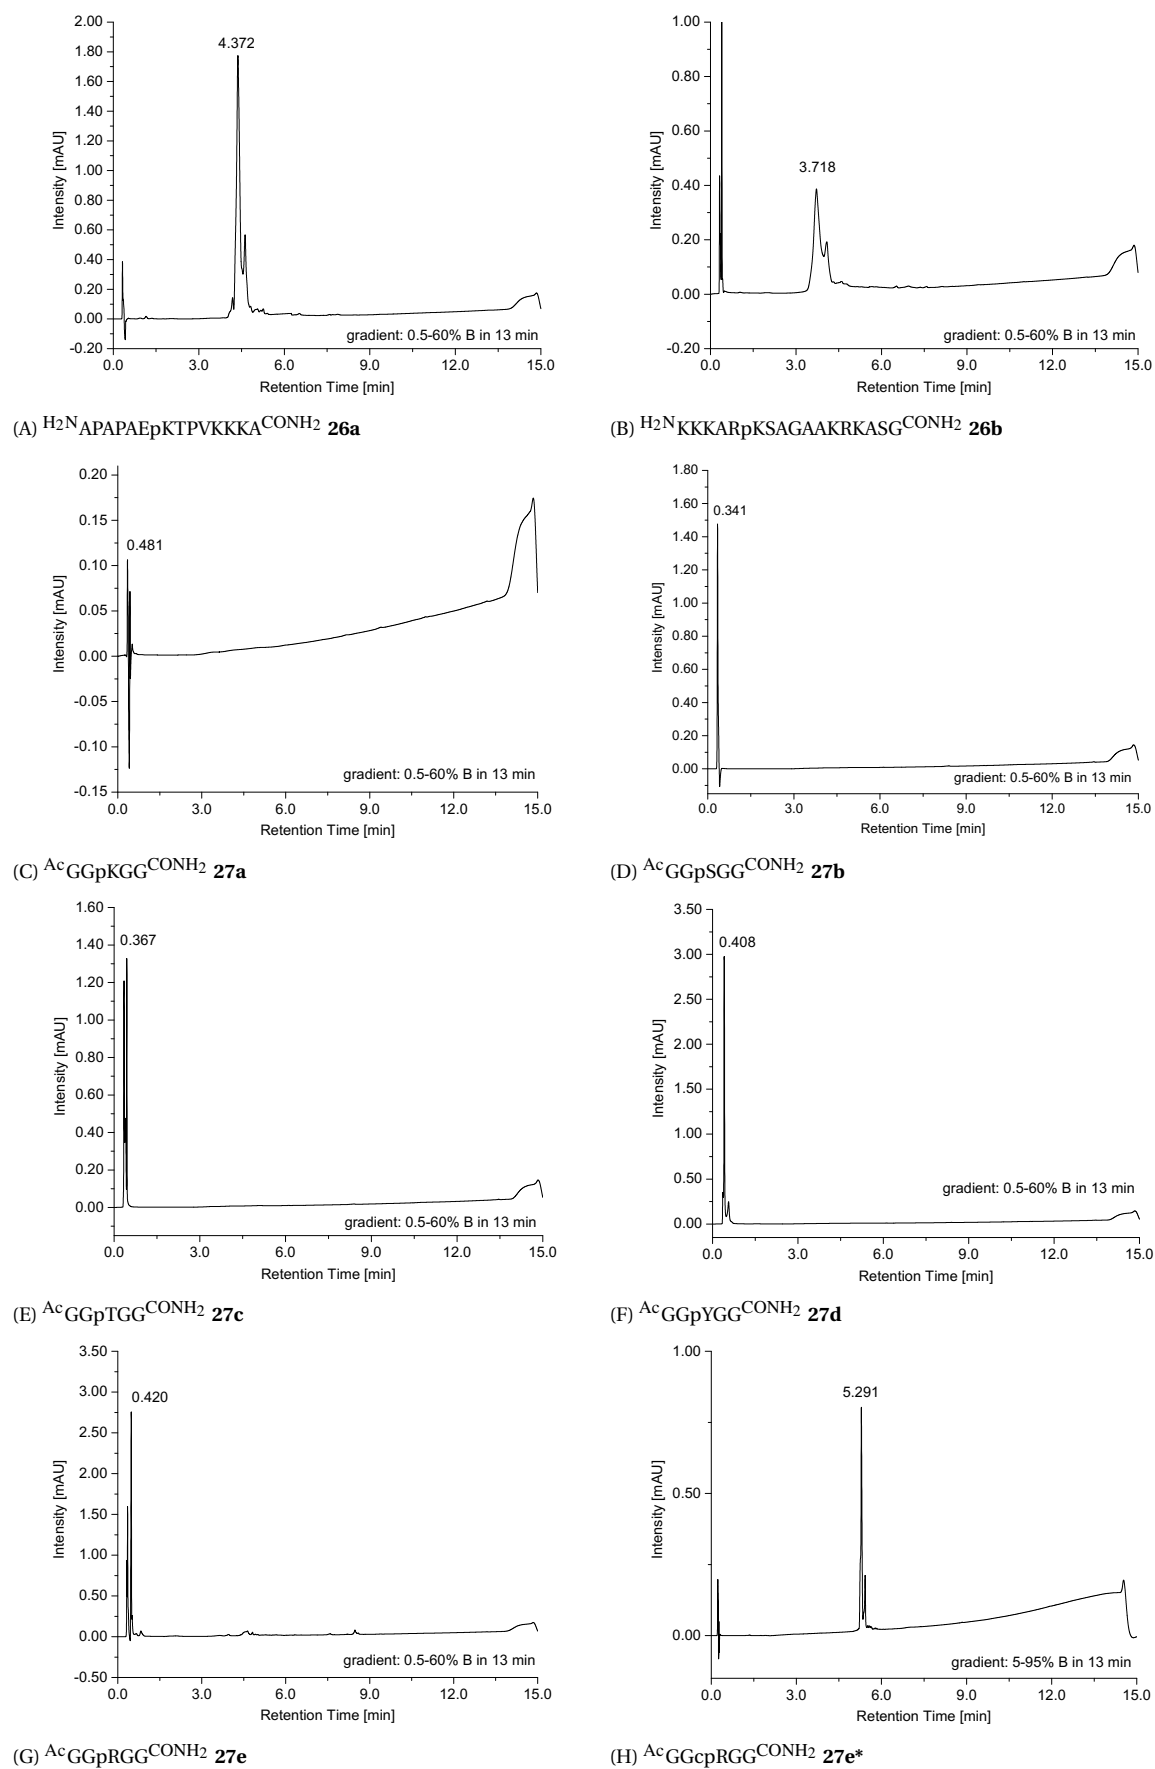 2.00
1.80
1.60
1.40
1.20
1.00
0.80
0.60
0.40
0.20
0.00
-0.20
Intensity [mAU]
4.372
gradient: 0.5-60% B in 13 min
0.0 3.0 6.0 9.0 12.0 15.0
Retention Time [min]
(A) H2NAPAPAEpKTPVKKKACONH2 26a
1.00
0.80
0.60
0.40
0.20
0.00
-0.20
Intensity [mAU]
3.718
gradient: 0.5-60% B in 13 min
0.0 3.0 6.0 9.0 12.0 15.0
Retention Time [min]
(B) H2NKKKARpKSAGAAKRKASGCONH2 26b
0.20
0.15
0.10
0.05
0.00
-0.05
-0.10
-0.15
Intensity [mAU]
0.481
gradient: 0.5-60% B in 13 min
0.0 3.0 6.0 9.0 12.0 15.0
Retention Time [min]
(C) AcGGpKGGCONH2 27a
1.80
1.60
1.40
1.20
1.00
0.80
0.60
0.40
0.20
0.00
Intensity [mAU]
0.341
gradient: 0.5-60% B in 13 min
0.0 3.0 6.0 9.0 12.0 15.0
Retention Time [min]
(D) AcGGpSGGCONH2 27b
1.60
1.40
1.20
1.00
0.80
0.60
0.40
0.20
0.00
Intensity [mAU]
0.367
gradient: 0.5-60% B in 13 min
0.0 3.0 6.0 9.0 12.0 15.0
Retention Time [min]
(E) AcGGpTGGCONH2 27c
3.50
3.00
2.50
2.00
1.50
1.00
0.50
0.00
Intensity [mAU]
0.408
gradient: 0.5-60% B in 13 min
0.0 3.0 6.0 9.0 12.0 15.0
Retention Time [min]
(F) AcGGpYGGCONH2 27d
3.50
3.00
2.50
2.00
1.50
1.00
0.50
0.00
-0.50
Intensity [mAU]
0.420
gradient: 0.5-60% B in 13 min
0.0 3.0 6.0 9.0 12.0 15.0
Retention Time [min]
(G) AcGGpRGGCONH2 27e
1.00
0.50
0.00
Intensity [mAU]
5.291
gradient: 5-95% B in 13 min
0.0 3.0 6.0 9.0 12.0 15.0
Retention Time [min]
(H) AcGGcpRGGCONH2 27e*